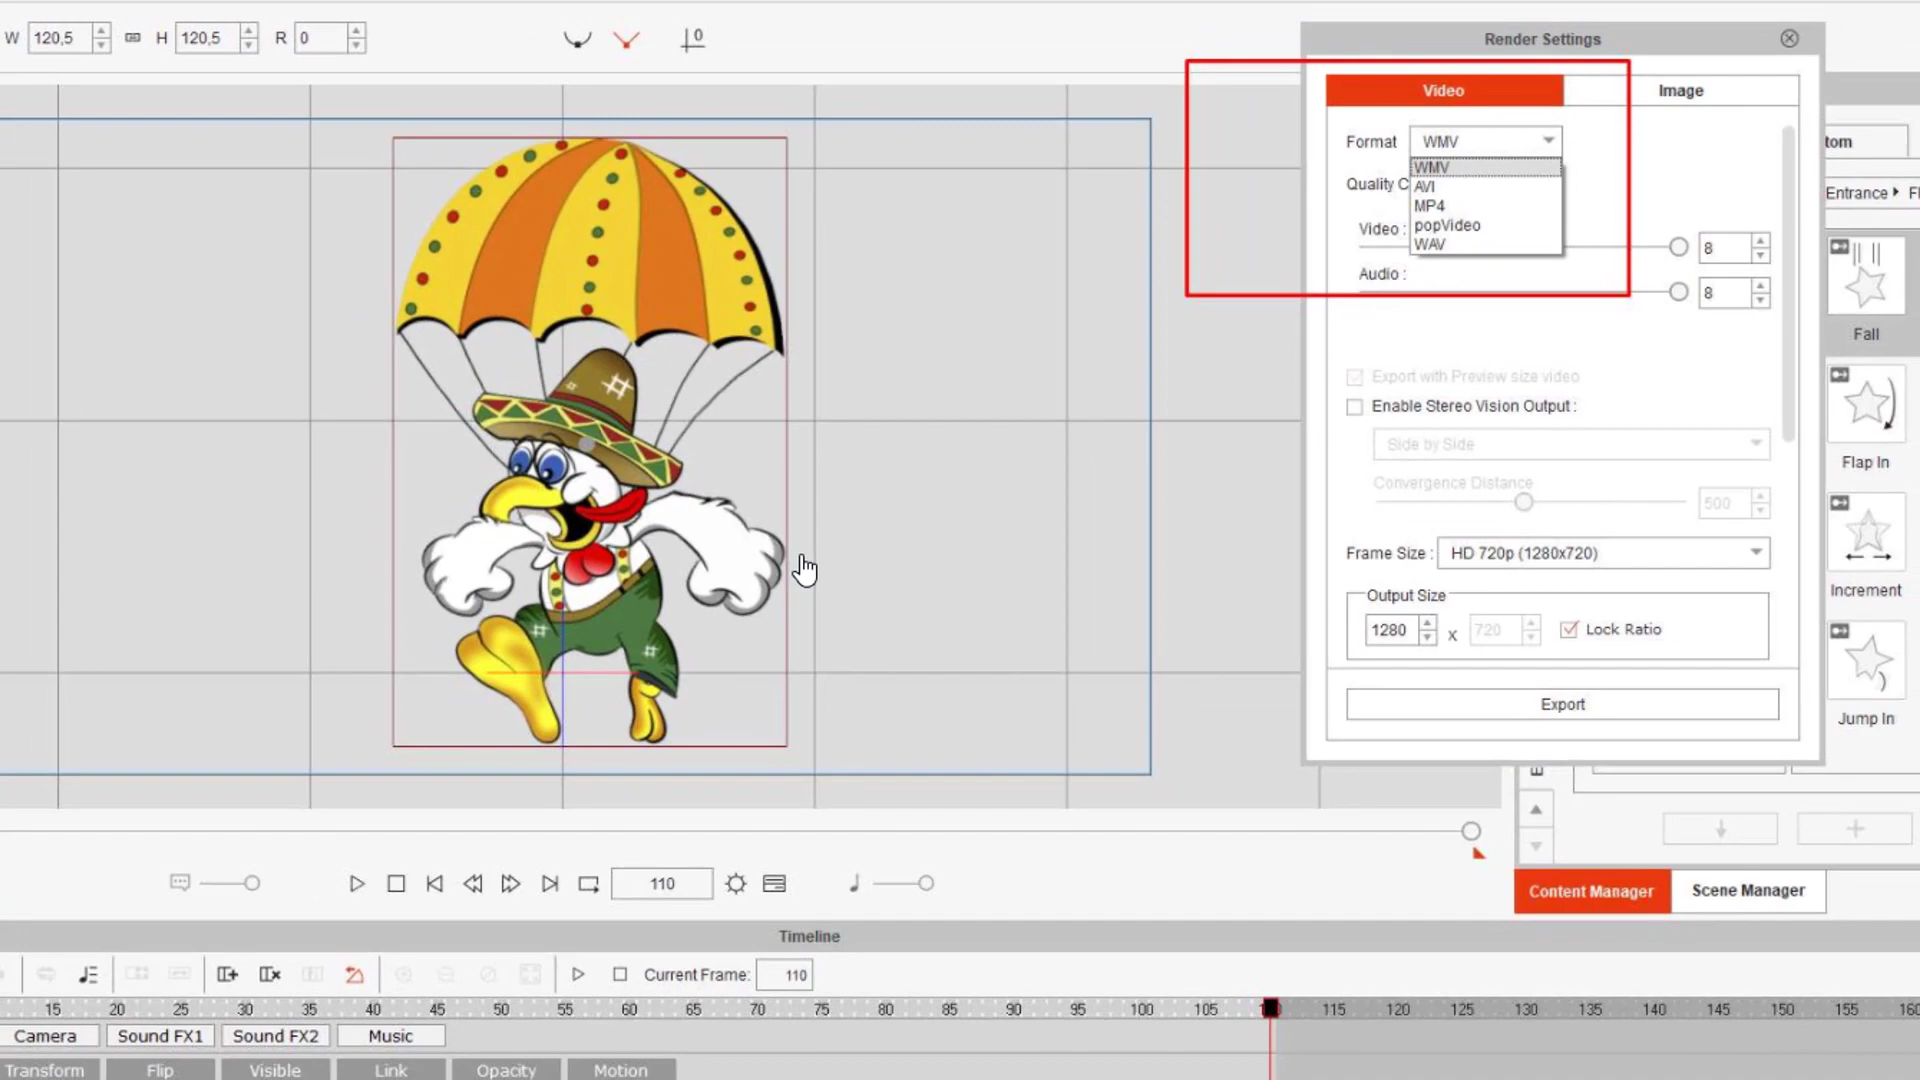 W 120,5 H 120,5 R 0 0
Render Settings
Video Image
Format WMV
WMV
AVI
MP4
popVideo
WAV
Quality C
Video : 8
Audio : 8
Export with Preview size video
Enable Stereo Vision Output :
Side by Side
Convergence Distance
500
Frame Size : HD 720p (1280x720)
Output Size
1280 x 720 Lock Ratio
Export
tom
Entrance
Fall
Flap In
Increment
Jump In
110
Content Manager Scene Manager
Timeline
Current Frame: 110
15 20 25 30 35 40 45 50 55 60 65 70 75 80 85 90 95 100 105 115 120 125 130 135 140 145 150 155 160
Camera Sound FX1 Sound FX2 Music
Transform Flip Visible Link Opacity Motion